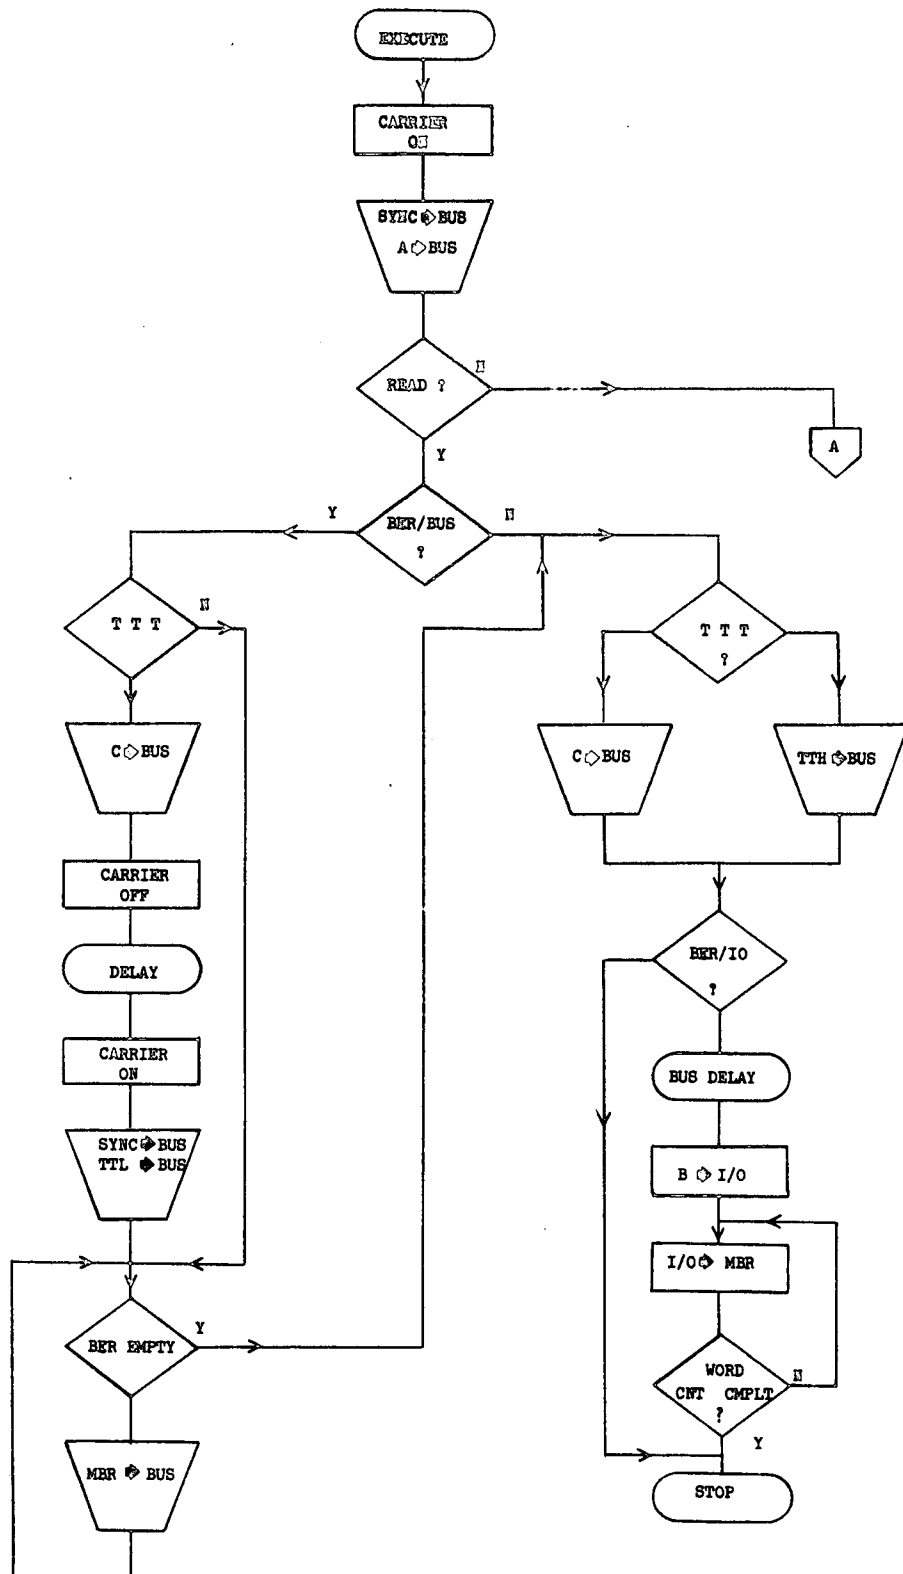 EXECUTE
CARRIER
ON
SYNC ⇨ BUS
A ⇨ BUS
READ ?
N
Y
A
BER/BUS
?
Y
N
T T T
N
T T T
?
C ⇨ BUS
C ⇨ BUS
TTH ⇨ BUS
CARRIER
OFF
DELAY
CARRIER
ON
SYNC ⇨ BUS
TTL ⇨ BUS
BER/IO
?
BUS DELAY
B ⇨ I/O
I/O ⇨ MBR
BER EMPTY
Y
WORD
CNT CMPLT
?
N
Y
MBR ⇨ BUS
STOP